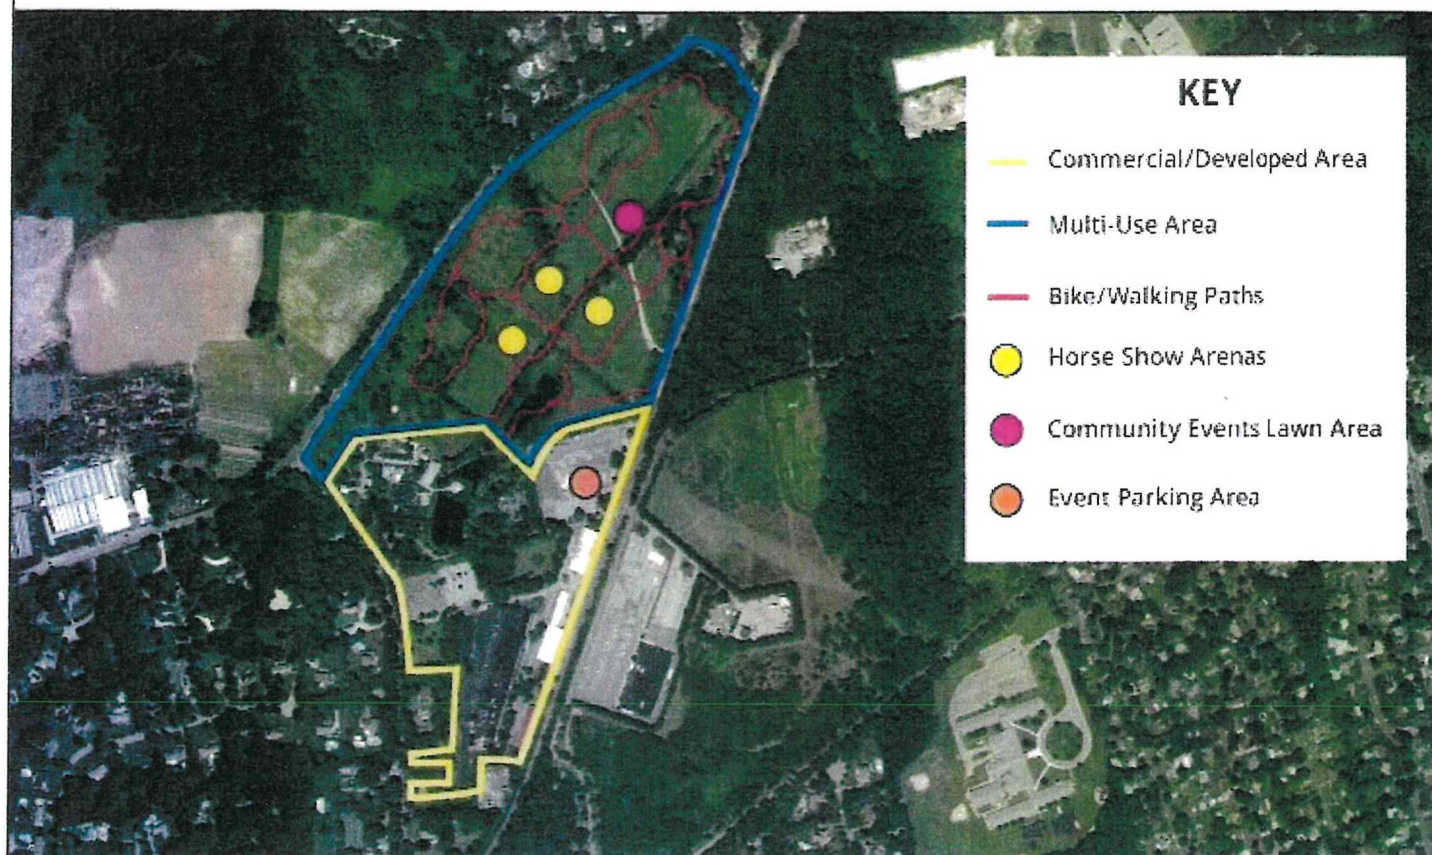 KEY
Commercial/Developed Area
Multi-Use Area
Bike/Walking Paths
Horse Show Arenas
Community Events Lawn Area
Event Parking Area